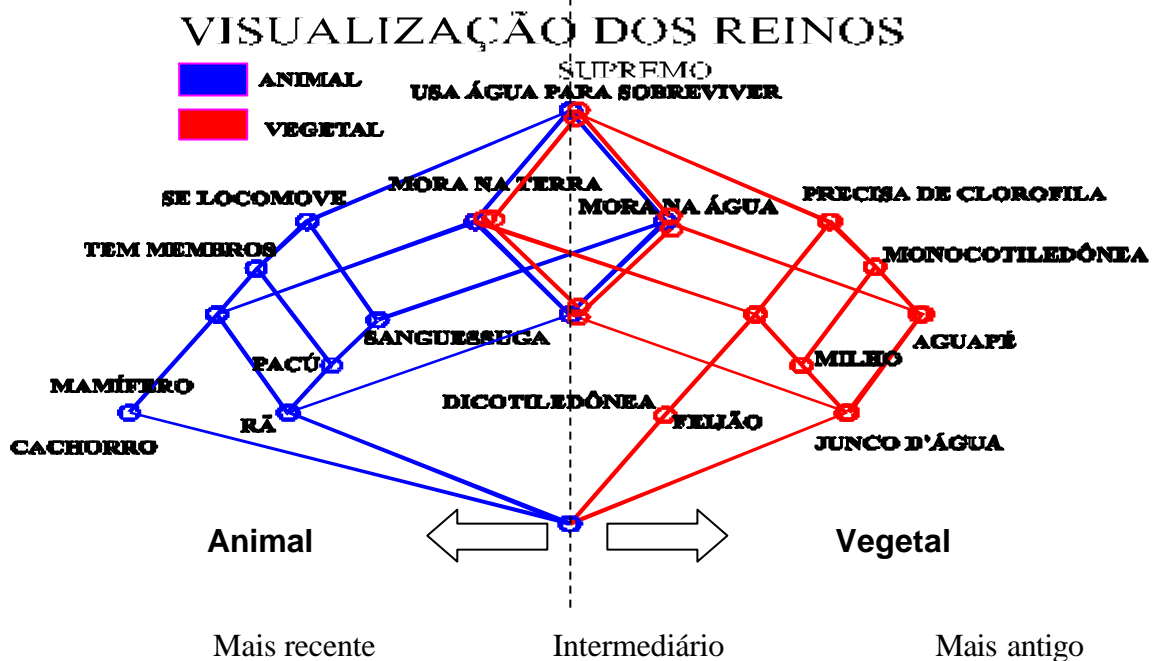 VISUALIZAÇÃO DOS REINOS
SUPREMO
ANIMAL
USA ÁGUA PARA SOBREVIVER
VEGETAL
MORA NA TERRA
SE LOCOMOVE
PRECISA DE CLOROFILA
MORA NA ÁGUA
TEM MEMBROS
MONOCOTILEDÔNEA
SANGUESSUGA
AGUAPÉ
PACÚ
MILHO
MAMÍFERO
DICOTILEDÔNEA
RÃ
FEIJÃO
CACHORRO
JUNCO D'ÁGUA
Animal
Vegetal
Mais recente Intermediário Mais antigo